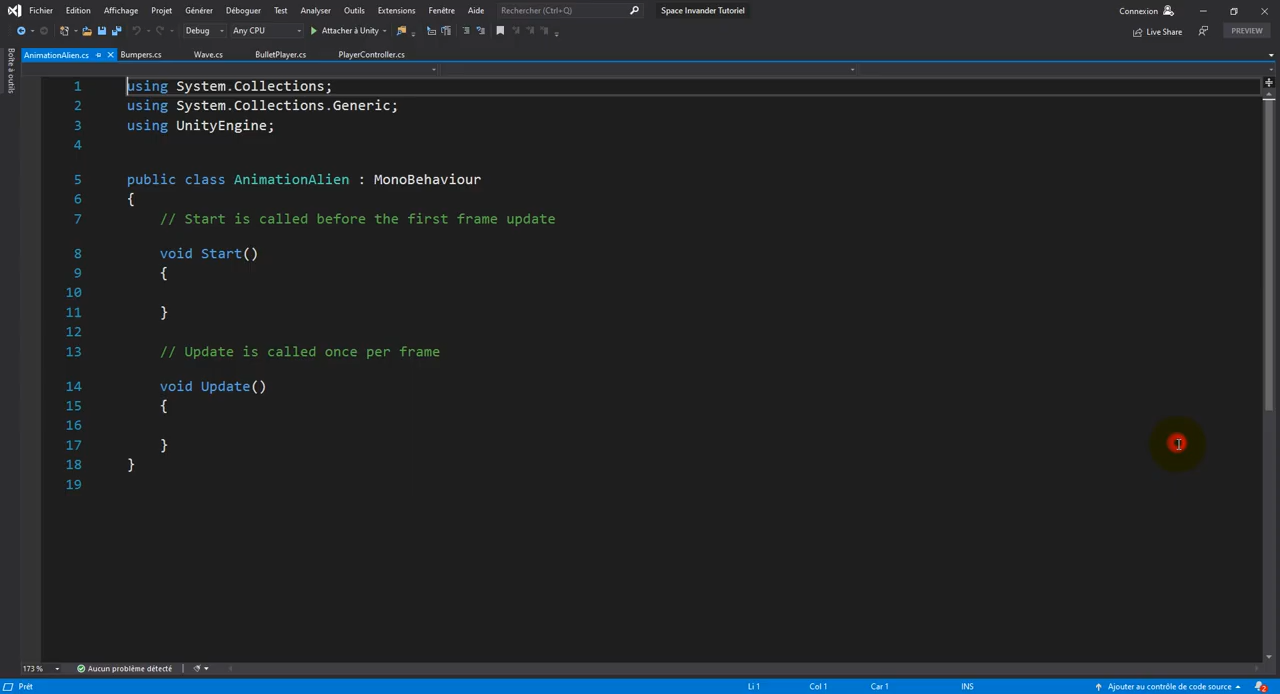 Fichier Edition Affichage Projet Générer Déboguer Test Analyser Outils Extensions Fenêtre Aide Rechercher (Ctrl+Q) Space Invander Tutoriel Connexion
Debug Any CPU Attacher à Unity Live Share PREVIEW
Boîte à outils
AnimationAlien.cs Bumpers.cs Wave.cs BulletPlayer.cs PlayerController.cs
1 using System.Collections;
2 using System.Collections.Generic;
3 using UnityEngine;
4
5 public class AnimationAlien : MonoBehaviour
6 {
7 // Start is called before the first frame update
8 void Start()
9 {
10
11 }
12
13 // Update is called once per frame
14 void Update()
15 {
16
17 }
18 }
19
173 % Aucun problème détecté
Prêt Li 1 Col 1 Car 1 INS Ajouter au contrôle de code source 2